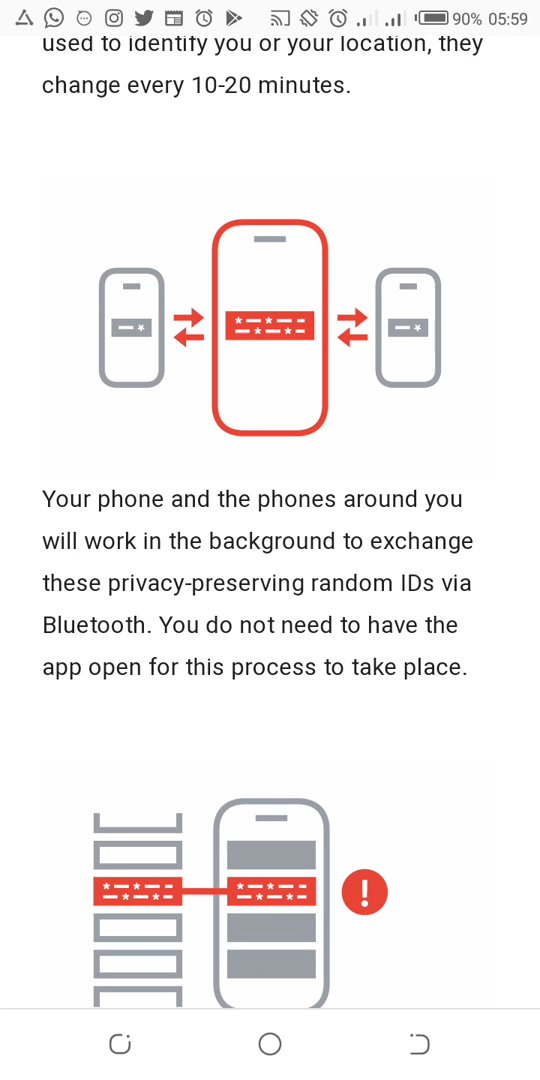 90% 05:59
used to identify you or your location, they
change every 10-20 minutes.
Your phone and the phones around you
will work in the background to exchange
these privacy-preserving random IDs via
Bluetooth. You do not need to have the
app open for this process to take place.